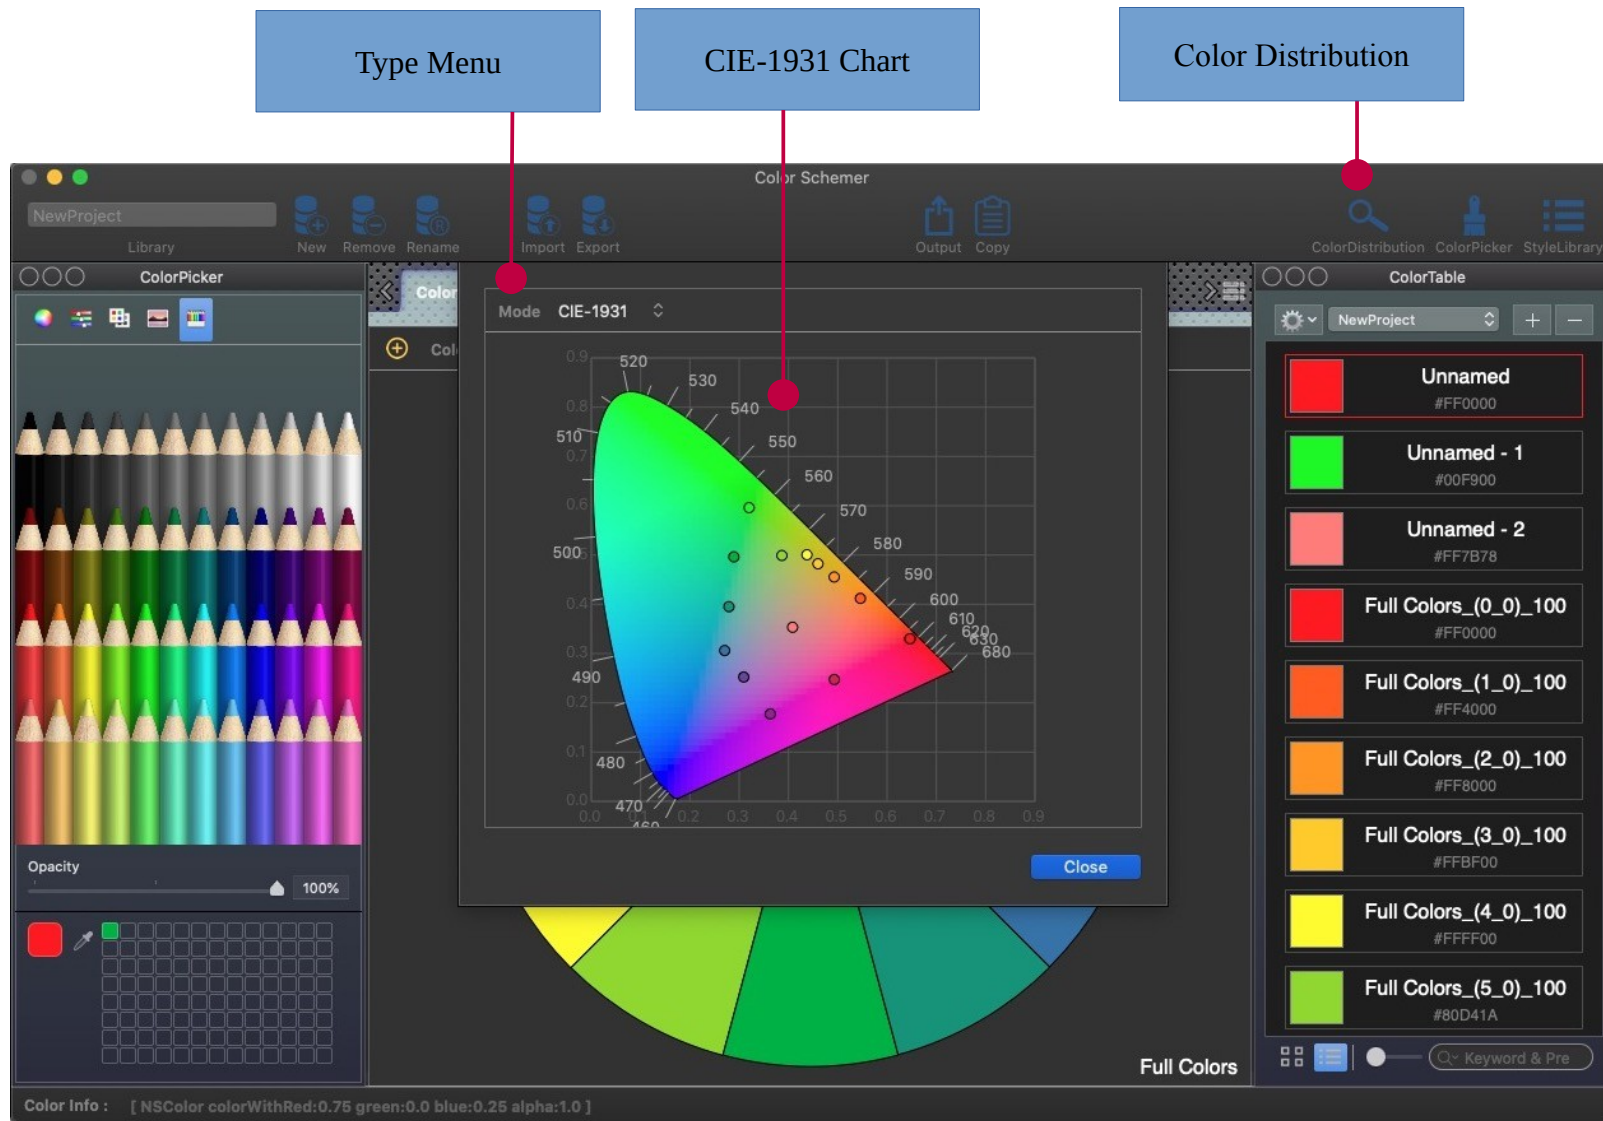 Type Menu
CIE-1931 Chart
Color Distribution
Color Schemer
NewProject
Library
New
Remove
Rename
Import
Export
Output
Copy
ColorDistribution
ColorPicker
StyleLibrary
ColorPicker
Color
ColorTable
Mode
CIE-1931
NewProject
Col
0.9
520
530
0.8
540
510
550
0.7
560
0.6
570
500
580
590
0.4
600
610
620
630
0.3
680
490
0.2
0.1
480
0.0
470
460
0.0
0.2
0.3
0.4
0.5
0.6
0.7
0.8
0.9
Close
Opacity
100%
Unnamed
#FF0000
Unnamed - 1
#00F900
Unnamed - 2
#FF7B78
Full Colors_(0_0)_100
#FF0000
Full Colors_(1_0)_100
#FF4000
Full Colors_(2_0)_100
#FF8000
Full Colors_(3_0)_100
#FFBF00
Full Colors_(4_0)_100
#FFFF00
Full Colors_(5_0)_100
#80D41A
Full Colors
Keyword & Pre
Color Info : [ NSColor colorWithRed:0.75 green:0.0 blue:0.25 alpha:1.0 ]